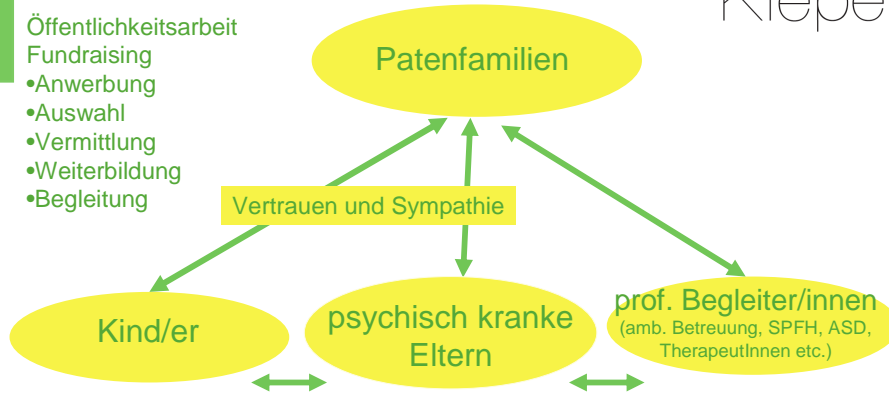 Öffentlichkeitsarbeit
Fundraising
•Anwerbung
•Auswahl
•Vermittlung
•Weiterbildung
•Begleitung
Patenfamilien
Vertrauen und Sympathie
Kind/er
psychisch kranke
Eltern
prof. Begleiter/innen
(amb. Betreuung, SPFH, ASD,
TherapeutInnen etc.)